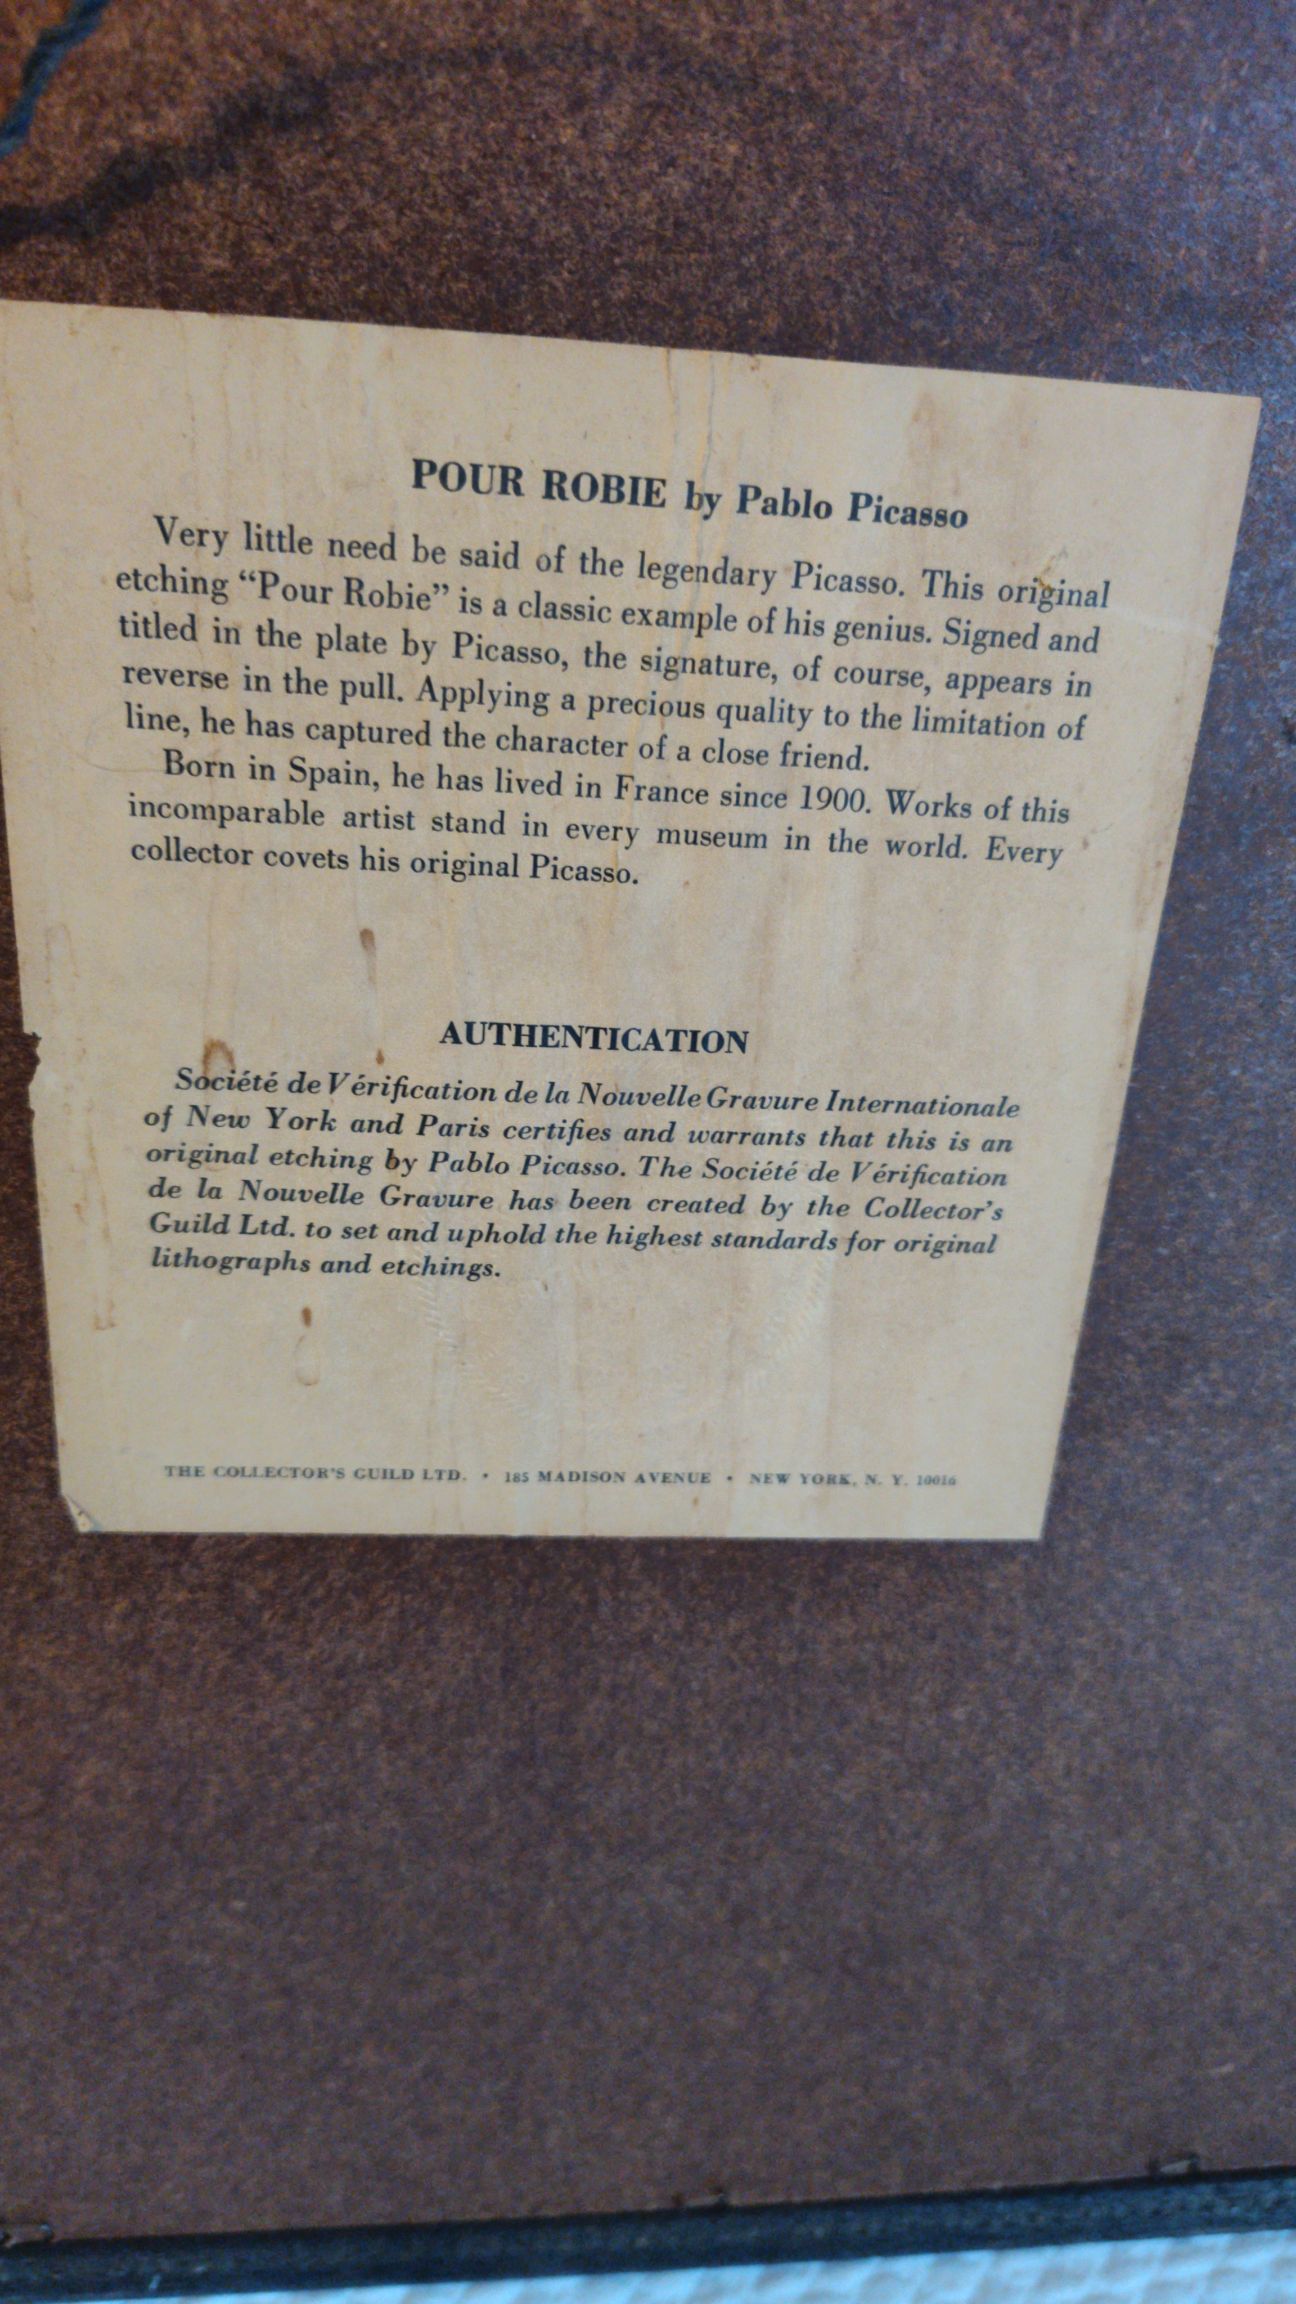 POUR ROBIE by Pablo Picasso
Very little need be said of the legendary Picasso. This original
etching “Pour Robie” is a classic example of his genius. Signed and
titled in the plate by Picasso, the signature, of course, appears in
reverse in the pull. Applying a precious quality to the limitation of
line, he has captured the character of a close friend.
Born in Spain, he has lived in France since 1900. Works of this
incomparable artist stand in every museum in the world. Every
collector covets his original Picasso.
AUTHENTICATION
Société de Vérification de la Nouvelle Gravure Internationale
of New York and Paris certifies and warrants that this is an
original etching by Pablo Picasso. The Société de Vérification
de la Nouvelle Gravure has been created by the Collector’s
Guild Ltd. to set and uphold the highest standards for original
lithographs and etchings.
THE COLLECTOR’S GUILD LTD. • 185 MADISON AVENUE • NEW YORK, N. Y. 10016